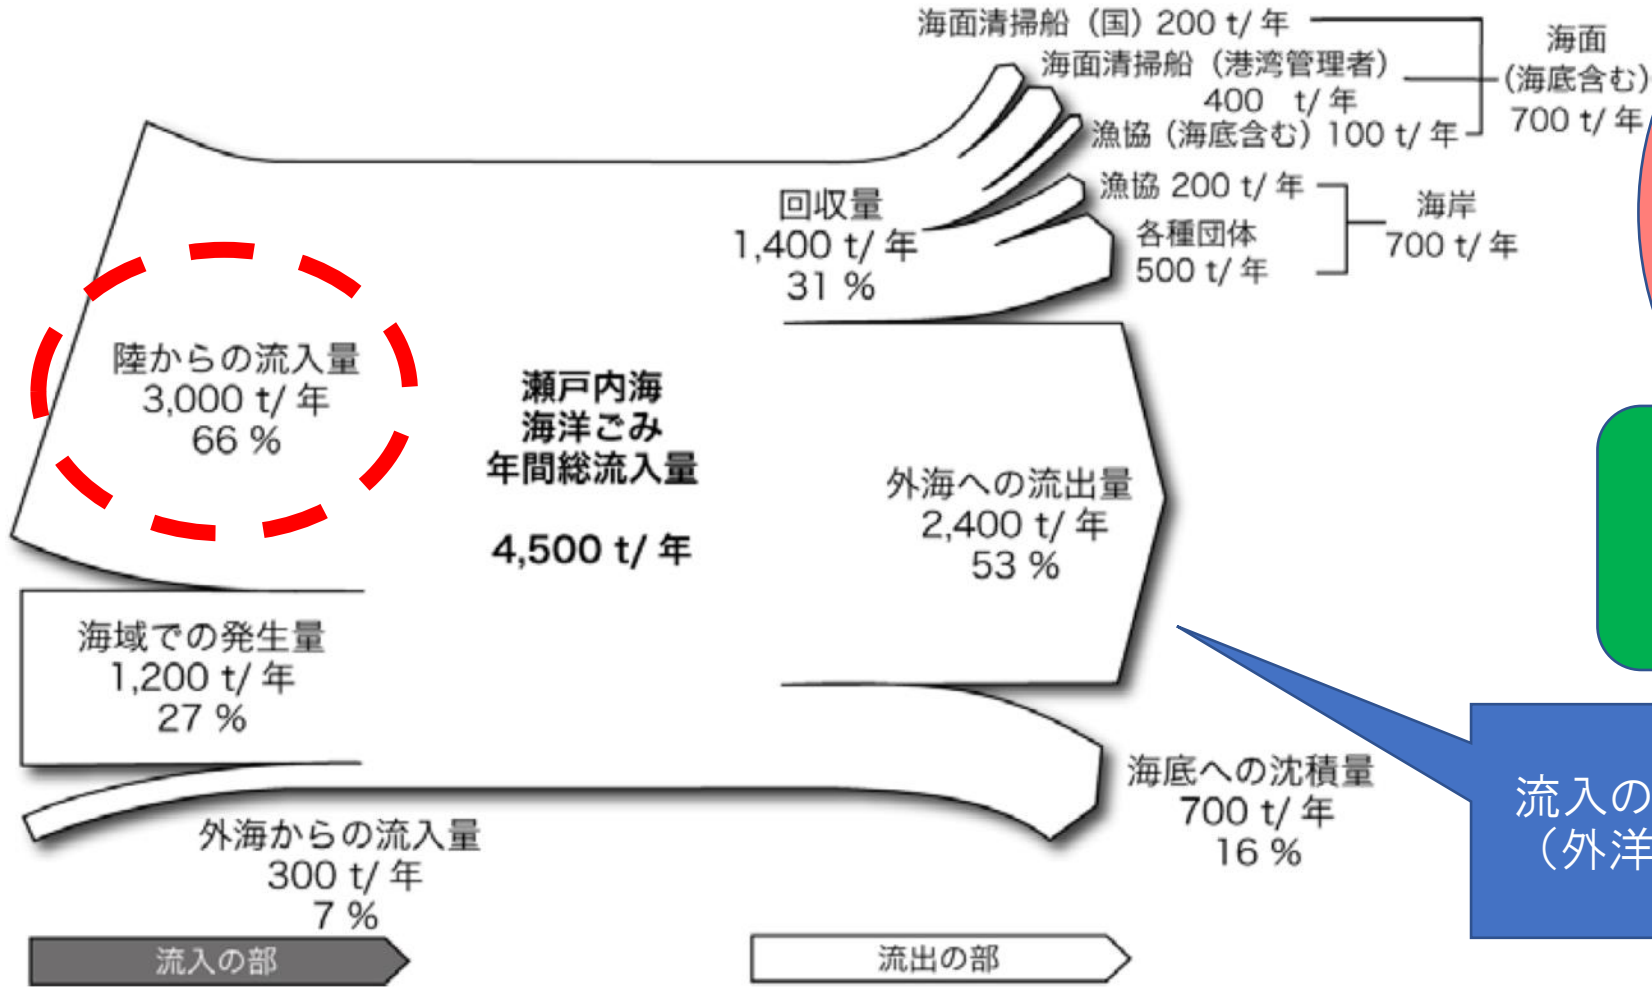 海面清掃船（国）200 t/ 年
海面清掃船（港湾管理者）
400 t/ 年
漁協（海底含む）100 t/ 年
海面
(海底含む)
700 t/ 年
漁協 200 t/ 年
各種団体
500 t/ 年
海岸
700 t/ 年
回収量
1,400 t/ 年
31 %
陸からの流入量
3,000 t/ 年
66 %
瀬戸内海
海洋ごみ
年間総流入量
4,500 t/ 年
外海への流出量
2,400 t/ 年
53 %
海域での発生量
1,200 t/ 年
27 %
外海からの流入量
300 t/ 年
7 %
海底への沈積量
700 t/ 年
16 %
流入の
（外洋
流入の部
流出の部